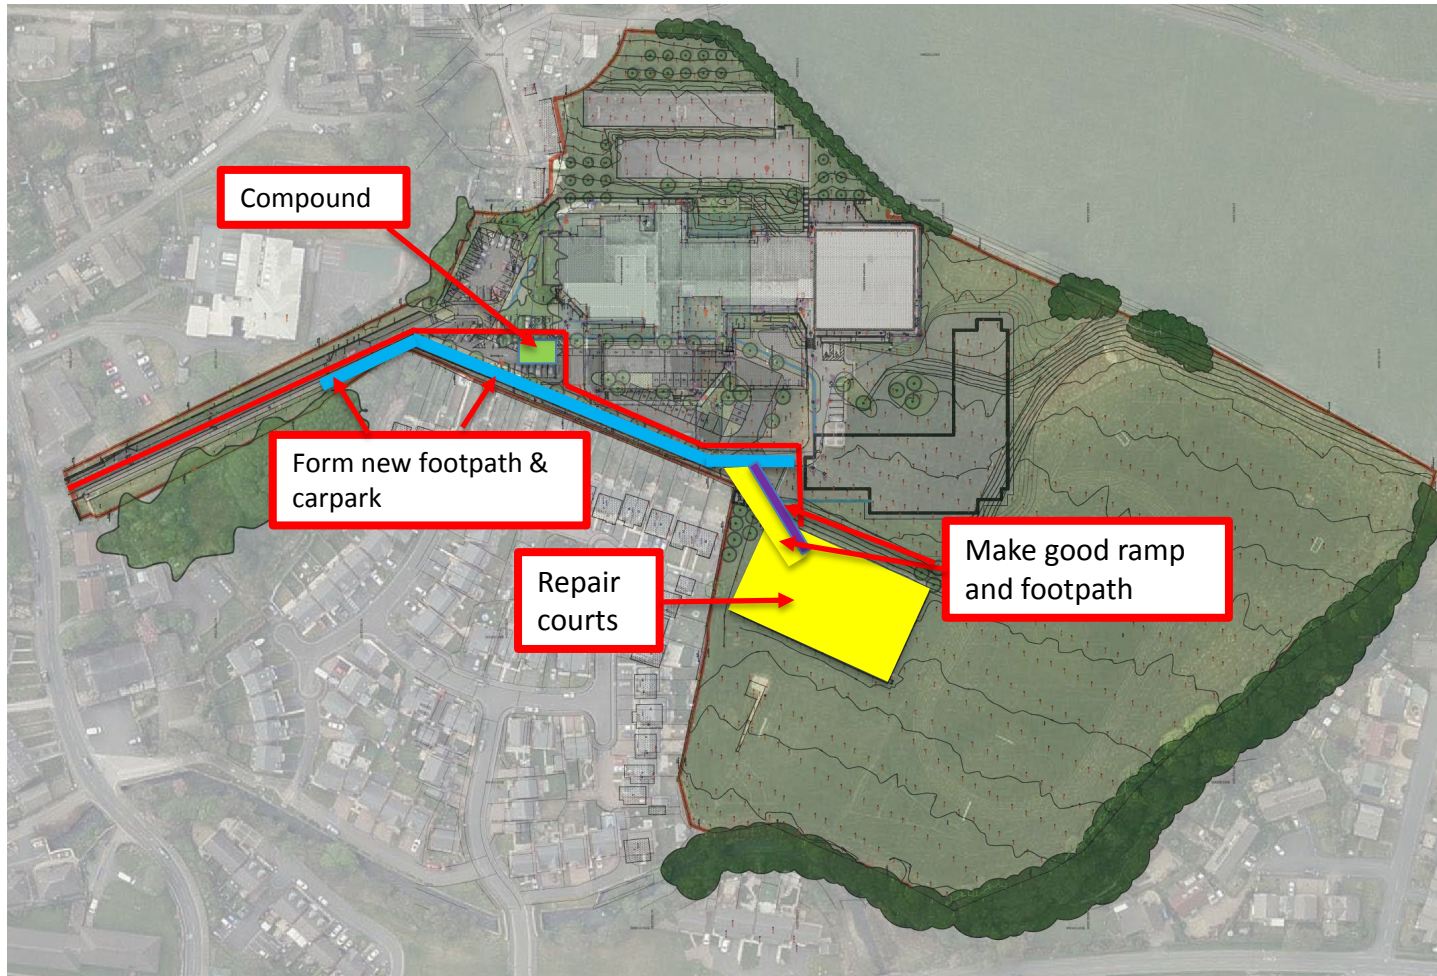 Compound
Form new footpath &
carpark
Repair
courts
Make good ramp
and footpath